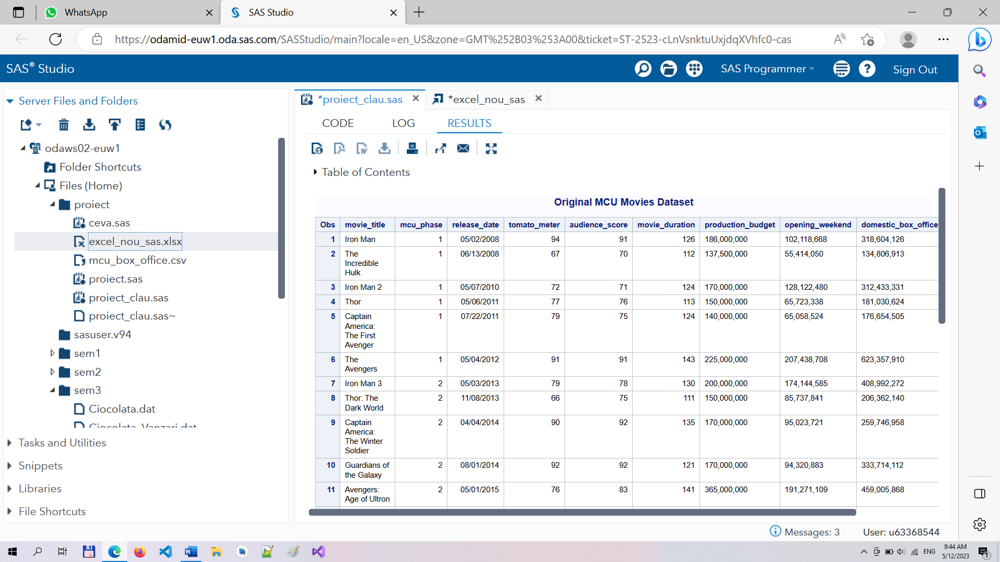 WhatsApp
SAS Studio
https://odamid-euw1.oda.sas.com/SASStudio/main?locale=en_US&zone=GMT%252B03%253A00&ticket=ST-2523-cLnVsnktuUxjdqXVhfc0-cas
SAS® Studio
SAS Programmer
Sign Out
Server Files and Folders
odaws02-euw1
Folder Shortcuts
Files (Home)
proiect
ceva.sas
excel_nou_sas.xlsx
mcu_box_office.csv
proiect.sas
proiect_clau.sas
proiect_clau.sas~
sasuser.v94
sem1
sem2
sem3
Ciocolata.dat
Ciocolata_Vanzari.dat
Tasks and Utilities
Snippets
Libraries
File Shortcuts
*proiect_clau.sas
*excel_nou_sas
CODE LOG RESULTS
Table of Contents
Original MCU Movies Dataset
Obs movie_title mcu_phase release_date tomato_meter audience_score movie_duration production_budget opening_weekend domestic_box_office
1 Iron Man 1 05/02/2008 94 91 126 186,000,000 102,118,668 318,604,126
2 The 1 06/13/2008 67 70 112 137,500,000 55,414,050 134,806,913
Incredible
Hulk
3 Iron Man 2 1 05/07/2010 72 71 124 170,000,000 128,122,480 312,433,331
4 Thor 1 05/06/2011 77 76 113 150,000,000 65,723,338 181,030,624
5 Captain 1 07/22/2011 79 75 124 140,000,000 65,058,524 176,654,505
America:
The First
Avenger
6 The 1 05/04/2012 91 91 143 225,000,000 207,438,708 623,357,910
Avengers
7 Iron Man 3 2 05/03/2013 79 78 130 200,000,000 174,144,585 408,992,272
8 Thor: The 2 11/08/2013 66 75 111 150,000,000 85,737,841 206,362,140
Dark World
9 Captain 2 04/04/2014 90 92 135 170,000,000 95,023,721 259,746,958
America:
The Winter
Soldier
10 Guardians of 2 08/01/2014 92 92 121 170,000,000 94,320,883 333,714,112
the Galaxy
11 Avengers: 2 05/01/2015 76 83 141 365,000,000 191,271,109 459,005,868
Age of Ultron
Messages: 3
User: u63368544
ENG
9:44 AM
5/12/2023
1